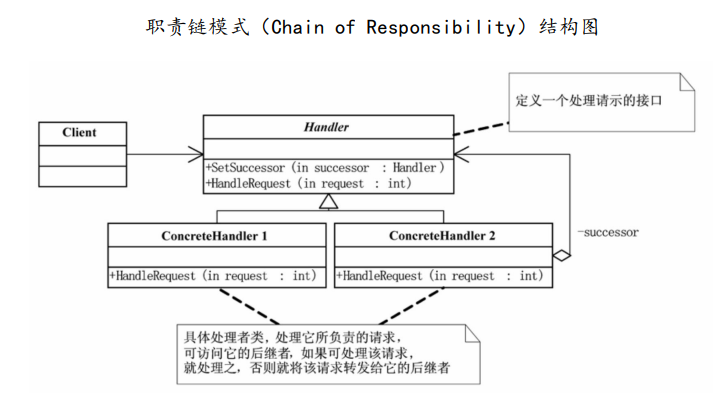 职责链模式（Chain of Responsibility）结构图
定义一个处理请示的接口
Client
Handler
+SetSuccessor (in successor : Handler)
+HandleRequest (in request : int)
ConcreteHandler 1
ConcreteHandler 2
-successor
+HandleRequest (in request : int)
+HandleRequest (in request : int)
具体处理者类，处理它所负责的请求，
可访问它的后继者，如果可处理该请求，
就处理之，否则就将该请求转发给它的后继者